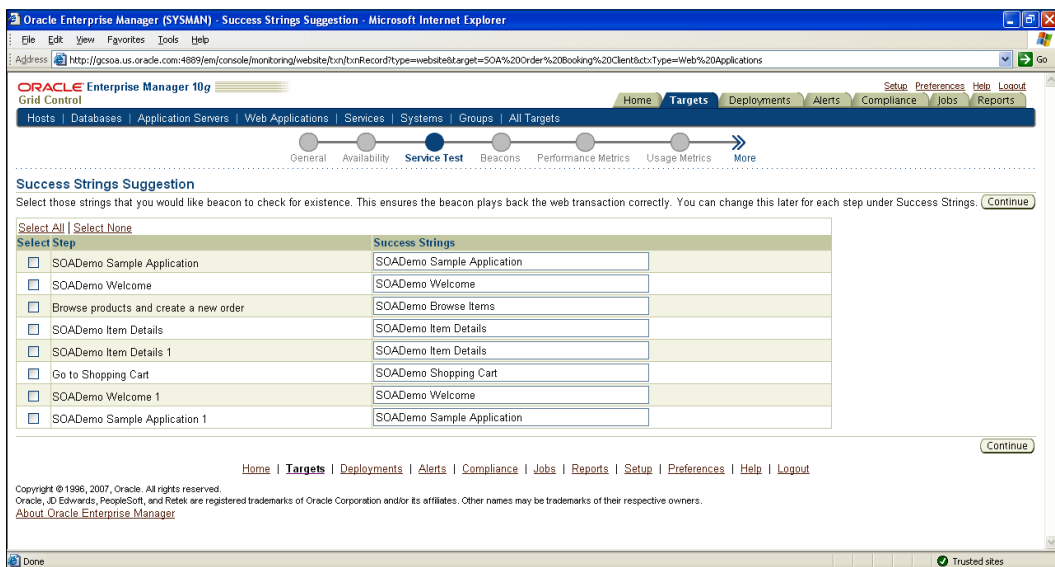 Oracle Enterprise Manager (SYSMAN) - Success Strings Suggestion - Microsoft Internet Explorer
File Edit View Favorites Tools Help
Address http://gcsoa.us.oracle.com:4889/em/console/monitoring/website/txn/txnRecord?type=website&target=SOA%20Order%20Booking%20Client&ctxType=Web%20Applications Go
ORACLE Enterprise Manager 10g
Setup Preferences Help Logout
Grid Control
Home Targets Deployments Alerts Compliance Jobs Reports
Hosts | Databases | Application Servers | Web Applications | Services | Systems | Groups | All Targets
General Availability Service Test Beacons Performance Metrics Usage Metrics More
Success Strings Suggestion
Select those strings that you would like beacon to check for existence. This ensures the beacon plays back the web transaction correctly. You can change this later for each step under Success Strings. Continue
Select All | Select None
Select Step Success Strings
SOADemo Sample Application SOADemo Sample Application
SOADemo Welcome SOADemo Welcome
Browse products and create a new order SOADemo Browse Items
SOADemo Item Details SOADemo Item Details
SOADemo Item Details 1 SOADemo Item Details
Go to Shopping Cart SOADemo Shopping Cart
SOADemo Welcome 1 SOADemo Welcome
SOADemo Sample Application 1 SOADemo Sample Application
Continue
Home | Targets | Deployments | Alerts | Compliance | Jobs | Reports | Setup | Preferences | Help | Logout
Copyright © 1996, 2007, Oracle. All rights reserved.
Oracle, JD Edwards, PeopleSoft, and Retek are registered trademarks of Oracle Corporation and/or its affiliates. Other names may be trademarks of their respective owners.
About Oracle Enterprise Manager
Done Trusted sites